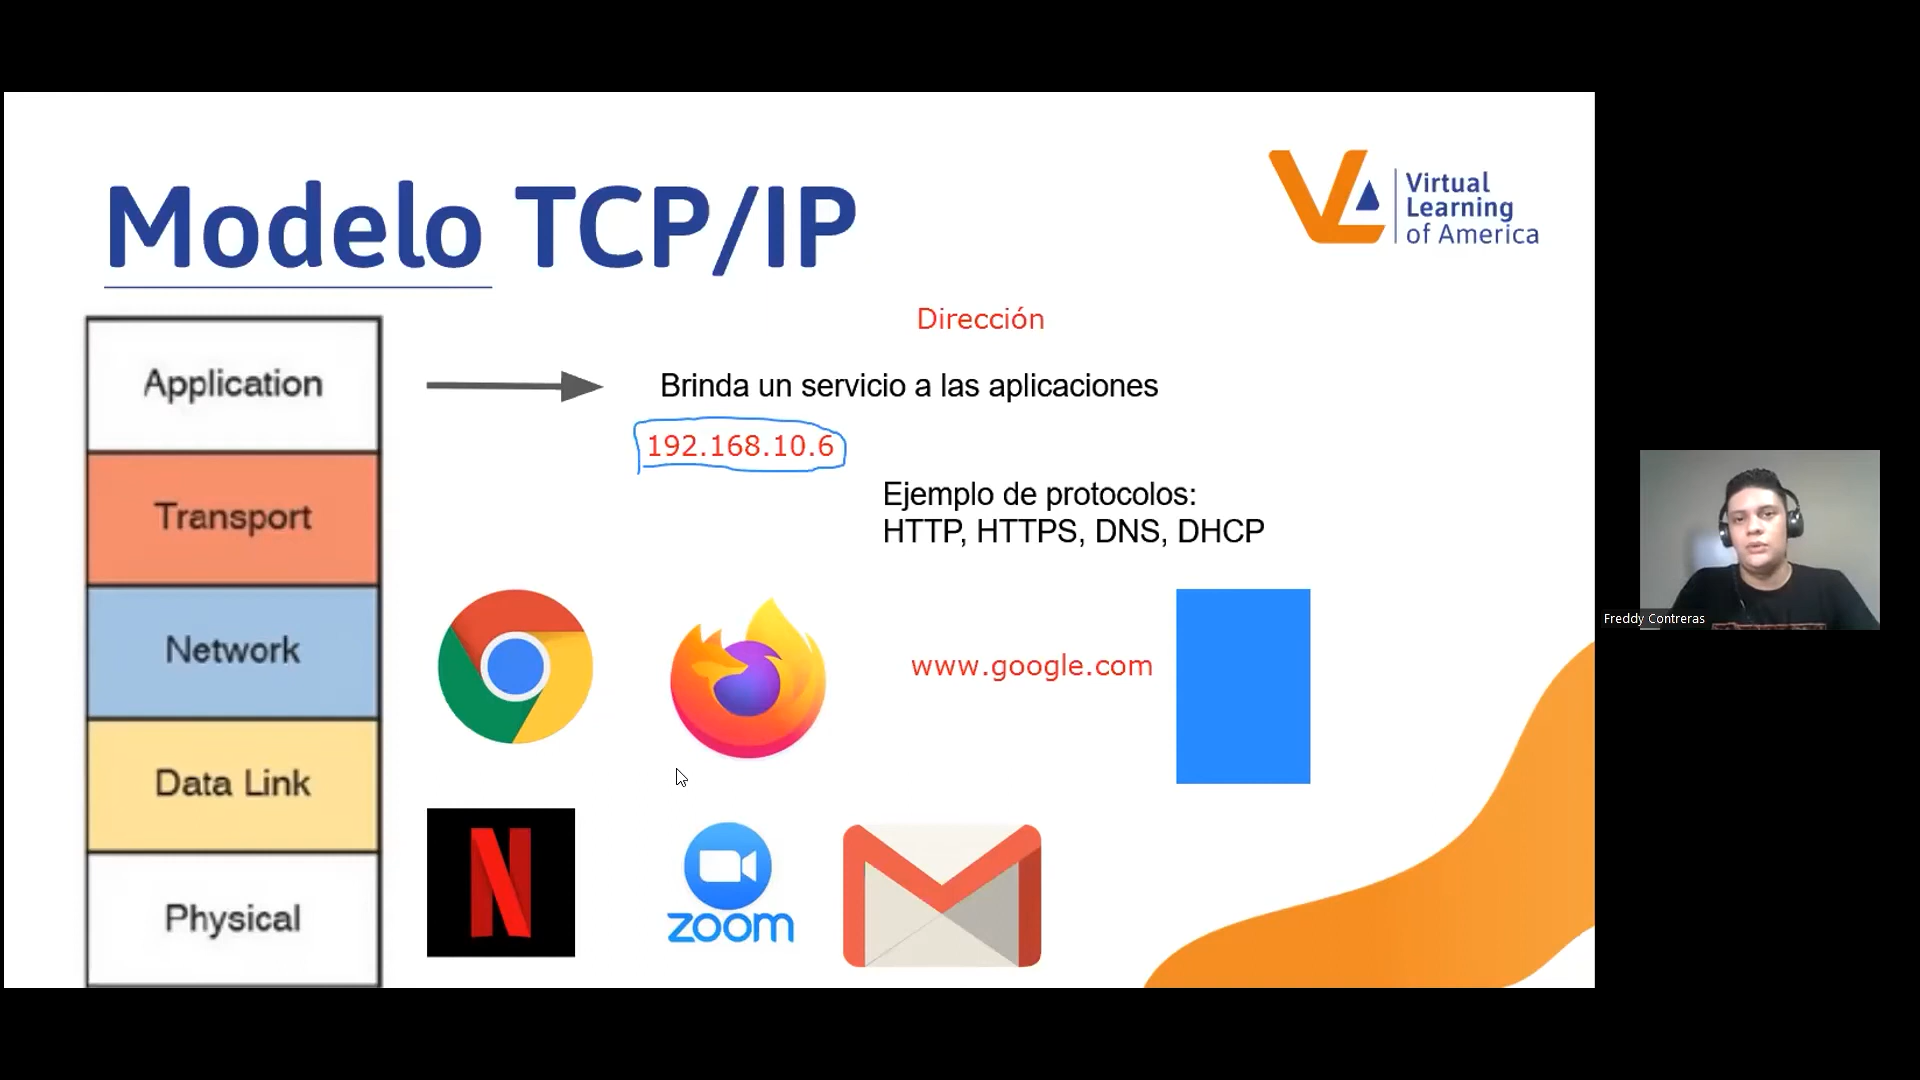 Modelo TCP/IP
Virtual
Learning
of America
Dirección
Application
Brinda un servicio a las aplicaciones
192.168.10.6
Ejemplo de protocolos:
HTTP, HTTPS, DNS, DHCP
Transport
Network
www.google.com
Data Link
Physical
zoom
Freddy Contreras